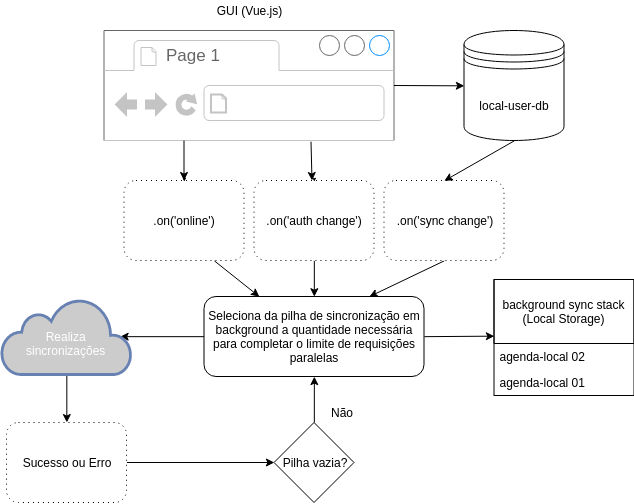 GUI (Vue.js)
Page 1
local-user-db
.on('online')
.on('auth change')
.on('sync change')
Seleciona da pilha de sincronização em
background a quantidade necessária
para completar o limite de requisições
paralelas
background sync stack
(Local Storage)
agenda-local 02
agenda-local 01
Realiza
sincronizações
Não
Sucesso ou Erro
Pilha vazia?